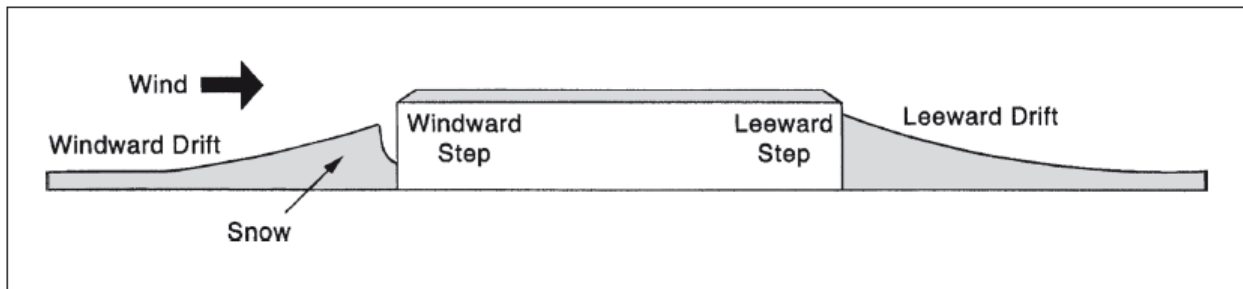 Wind
Windward Drift
Snow
Windward
Step
Leeward
Step
Leeward Drift